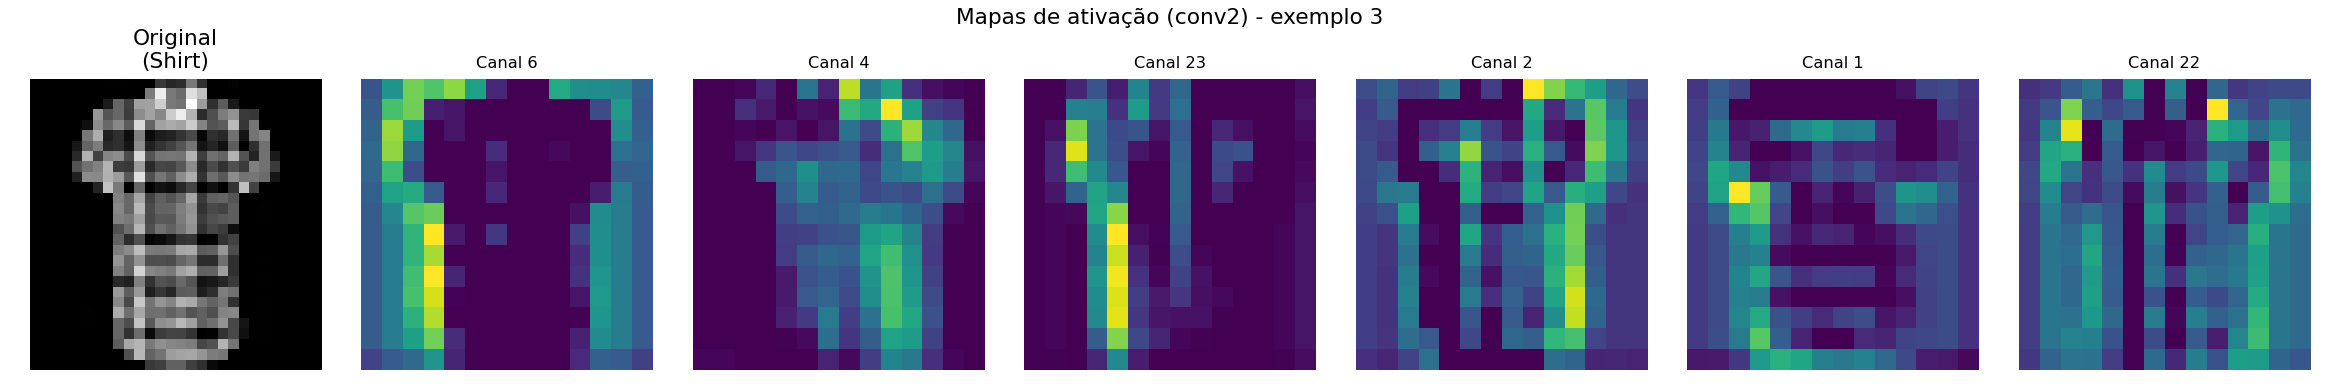 Mapas de ativação (conv2) - exemplo 3
Original
(Shirt)
Canal 6
Canal 4
Canal 23
Canal 2
Canal 1
Canal 22